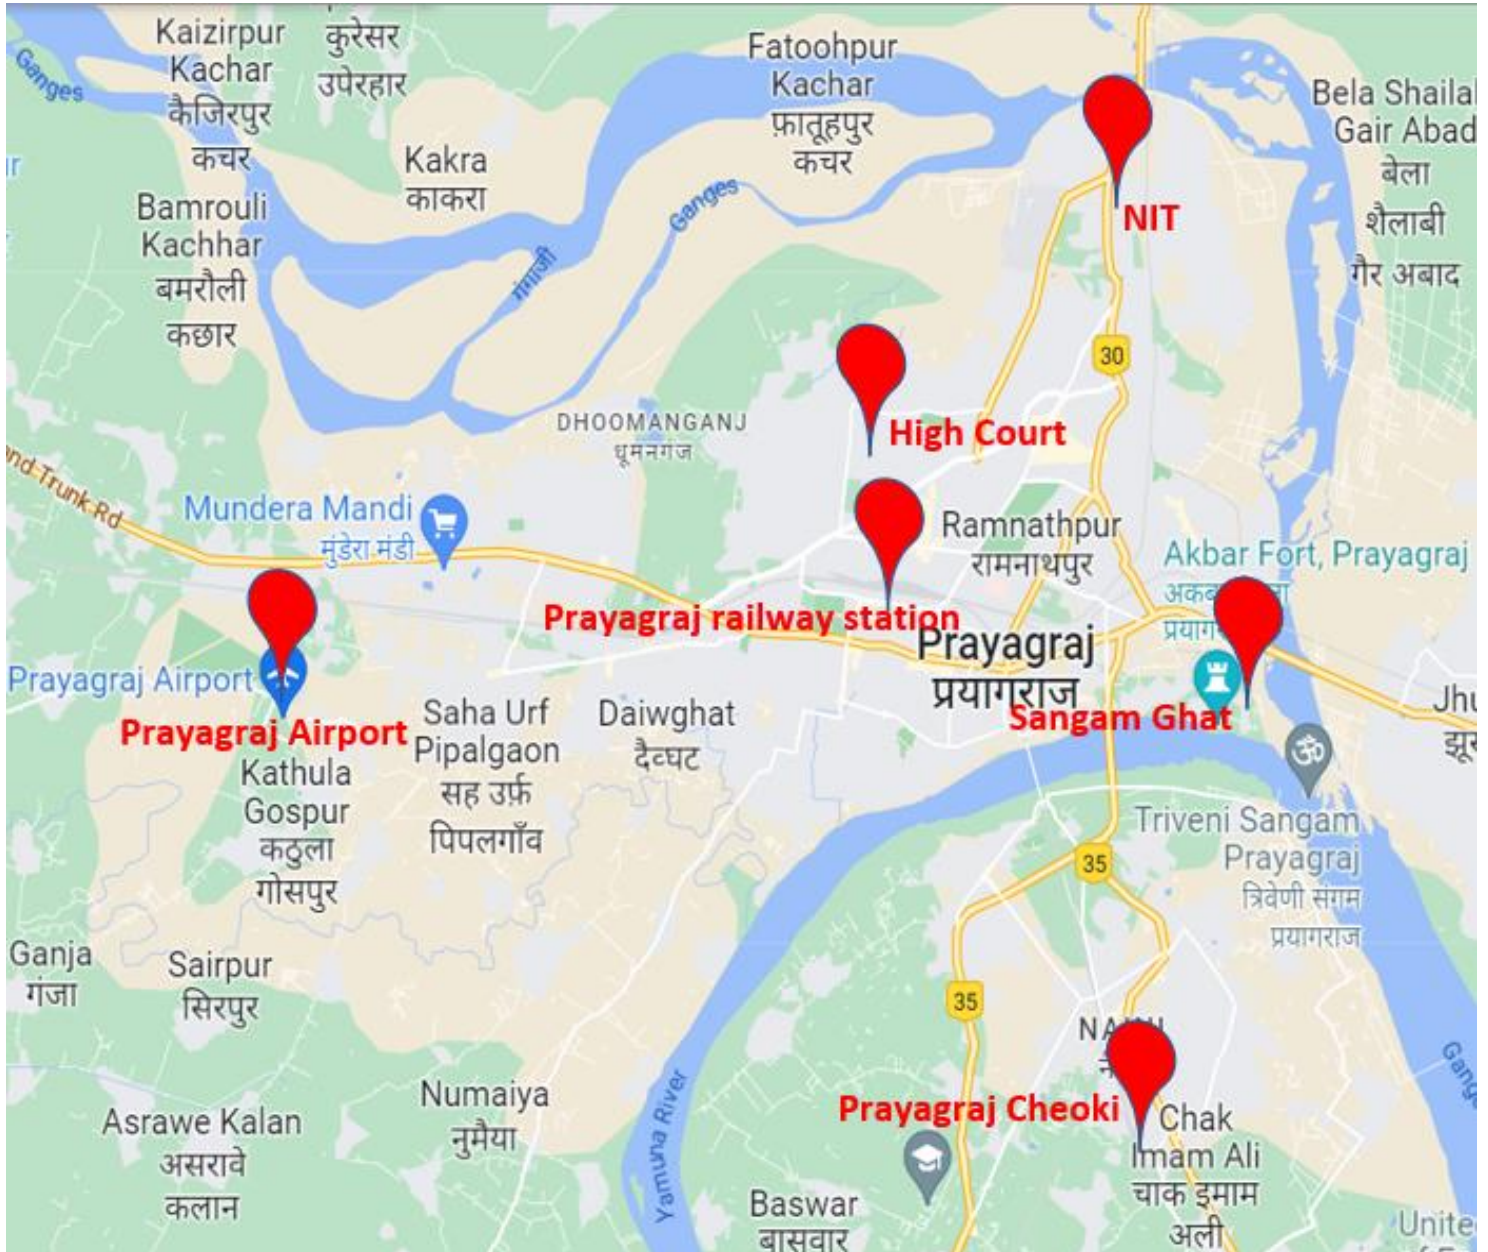 Kaizirpur
Kachar
कैजिरपुर
कचर
कुरेसर
उपेरहार
Ganges
Fatoohpur
Kachar
फ़ातूहपुर
कचर
Bela Shailal
Gair Abad
बेला
शैलाबी
गैर अबाद
Kakra
काकरा
Bamrouli
Kachhar
बमरौली
कछार
Ganges
गंगाजी
NIT
30
High Court
DHOOMANGANJ
धूमनगंज
nd Trunk Rd
Mundera Mandi
मुंडेरा मंडी
Ramnathpur
रामनाथपुर
Akbar Fort, Prayagraj
Prayagraj railway station
Prayagraj
प्रयागराज
Prayagraj Airport
Prayagraj Airport
Sangam Ghat
Kathula
Gospur
कठुला
गोसपुर
Saha Urf
Pipalgaon
सह उर्फ़
पिपलगाँव
Daiwghat
दैव्घट
Jhu
झूस
Triveni Sangam
Prayagraj
त्रिवेणी संगम
प्रयागराज
35
Ganja
गंजा
Sairpur
सिरपुर
35
Numaiya
नुमैया
Asrawe Kalan
असरावे
कलान
Yamuna River
Prayagraj Cheoki
Chak
Imam Ali
चाक इमाम
अली
Baswar
बासवार
Gange
Unite